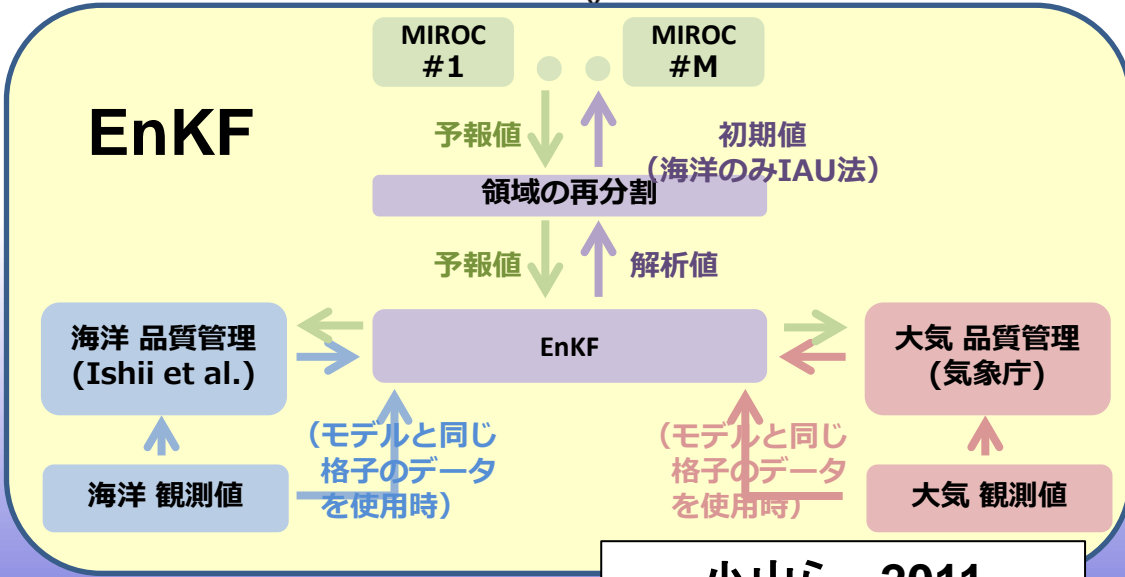 MIROC
#1
MIROC
#M
EnKF
予報値
初期値
（海洋のみIAU法）
領域の再分割
予報値
解析値
海洋 品質管理
(Ishii et al.)
EnKF
大気 品質管理
(気象庁)
（モデルと同じ
格子のデータ
を使用時）
（モデルと同じ
格子のデータ
を使用時）
海洋 観測値
大気 観測値
小山ら 2011